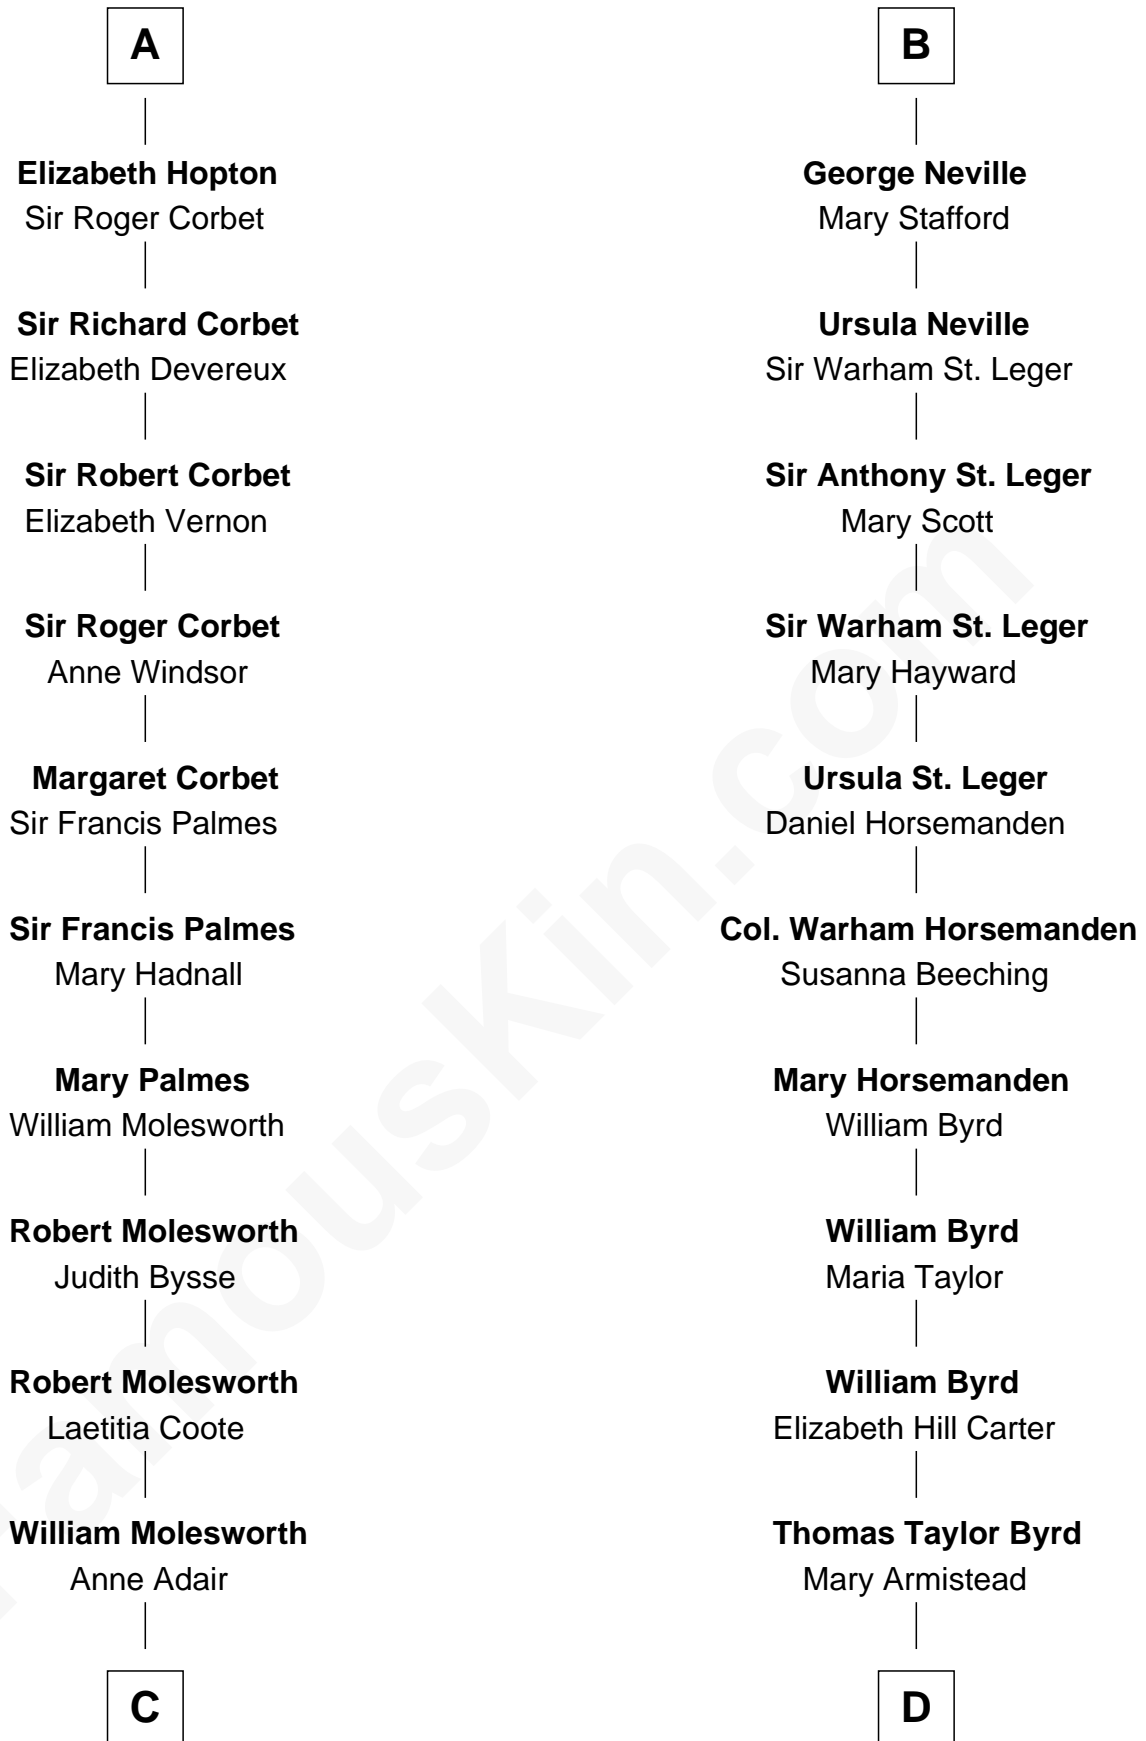 A
Elizabeth Hopton
Sir Roger Corbet
Sir Richard Corbet
Elizabeth Devereux
Sir Robert Corbet
Elizabeth Vernon
Sir Roger Corbet
Anne Windsor
Margaret Corbet
Sir Francis Palmes
Sir Francis Palmes
Mary Hadnall
Mary Palmes
William Molesworth
Robert Molesworth
Judith Bysse
Robert Molesworth
Laetitia Coote
William Molesworth
Anne Adair
C
B
George Neville
Mary Stafford
Ursula Neville
Sir Warham St. Leger
Sir Anthony St. Leger
Mary Scott
Sir Warham St. Leger
Mary Hayward
Ursula St. Leger
Daniel Horsemanden
Col. Warham Horsemanden
Susanna Beeching
Mary Horsemanden
William Byrd
William Byrd
Maria Taylor
William Byrd
Elizabeth Hill Carter
Thomas Taylor Byrd
Mary Armistead
D
FamousKin.com